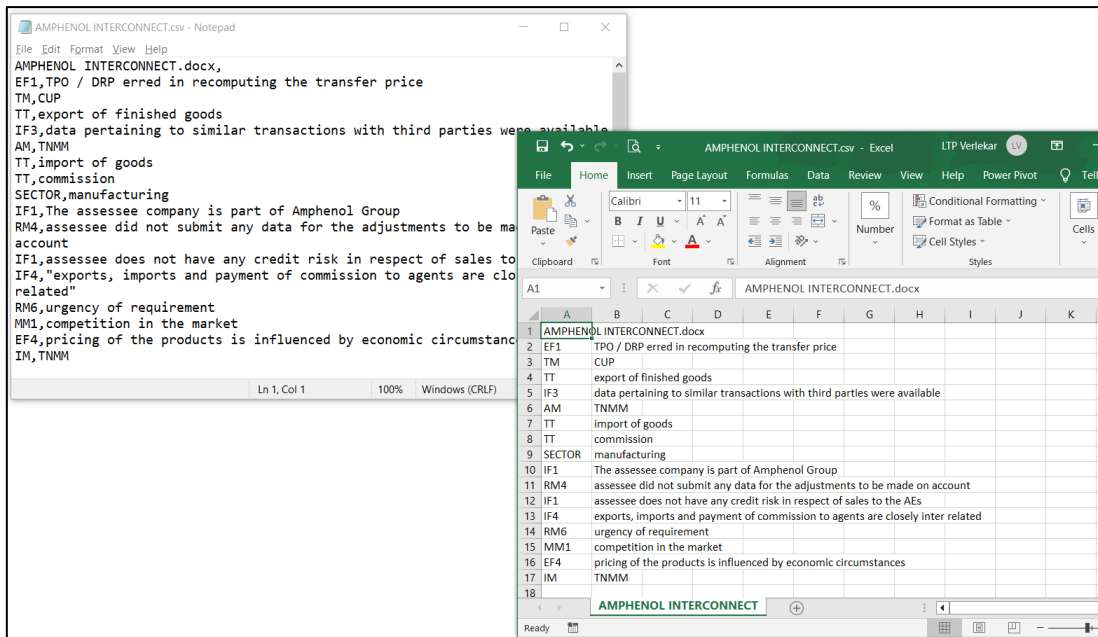 AMPHENOL INTERCONNECT.csv - Notepad
File Edit Format View Help
AMPHENOL INTERCONNECT.docx,
EF1,TPO / DRP erred in recomputing the transfer price
TM,CUP
TT,export of finished goods
IF3,data pertaining to similar transactions with third parties were available
AM,TNMM
TT,import of goods
TT,commission
SECTOR,manufacturing
IF1,The assessee company is part of Amphenol Group
RM4,assessee did not submit any data for the adjustments to be ma
account
IF1,assessee does not have any credit risk in respect of sales to
IF4,"exports, imports and payment of commission to agents are clo
related"
RM6,urgency of requirement
MM1,competition in the market
EF4,pricing of the products is influenced by economic circumstanc
IM,TNMM
Ln 1, Col 1 100% Windows (CRLF)
AMPHENOL INTERCONNECT.csv - Excel LTP Verlekar LV
File Home Insert Page Layout Formulas Data Review View Help Power Pivot Tell
Paste
Clipboard
Calibri 11
B I U
A A
Font
ab
Alignment
%
Number
Conditional Formatting
Format as Table
Cell Styles
Styles
Cells
A1 fx AMPHENOL INTERCONNECT.docx
A B C D E F G H I J K
1 AMPHENOL INTERCONNECT.docx
2 EF1 TPO / DRP erred in recomputing the transfer price
3 TM CUP
4 TT export of finished goods
5 IF3 data pertaining to similar transactions with third parties were available
6 AM TNMM
7 TT import of goods
8 TT commission
9 SECTOR manufacturing
10 IF1 The assessee company is part of Amphenol Group
11 RM4 assessee did not submit any data for the adjustments to be made on account
12 IF1 assessee does not have any credit risk in respect of sales to the AEs
13 IF4 exports, imports and payment of commission to agents are closely inter related
14 RM6 urgency of requirement
15 MM1 competition in the market
16 EF4 pricing of the products is influenced by economic circumstances
17 IM TNMM
18
AMPHENOL INTERCONNECT
Ready